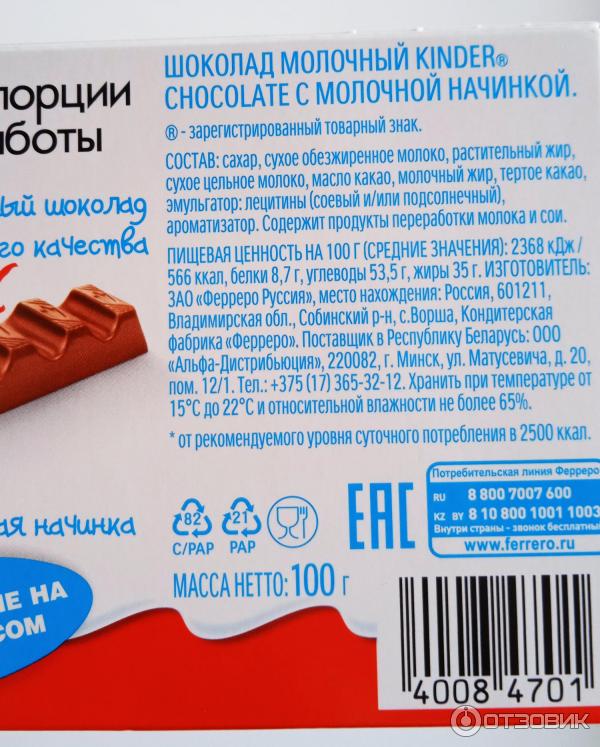 порции
ШОКОЛАД МОЛОЧНЫЙ KINDER®
CHOCOLATE С МОЛОЧНОЙ НАЧИНКОЙ.
® - зарегистрированный товарный знак.
СОСТАВ: сахар, сухое обезжиренное молоко, растительный жир,
сухое цельное молоко, масло какао, молочный жир, тертое какао,
эмульгатор: лецитины (соевый и/или подсолнечный),
ароматизатор. Содержит продукты переработки молока и сои.
шоколад
качества
ПИЩЕВАЯ ЦЕННОСТЬ НА 100 Г (СРЕДНИЕ ЗНАЧЕНИЯ): 2368 кДж /
566 ккал, белки 8,7 г, углеводы 53,5 г, жиры 35 г. ИЗГОТОВИТЕЛЬ:
ЗАО «Ферреро Руссия», место нахождения: Россия, 601211,
Владимирская обл., Собинский р-н, с.Ворша, Кондитерская
фабрика «Ферреро». Поставщик в Республику Беларусь: ООО
«Альфа-Дистрибьюция», 220082, г. Минск, ул. Матусевича, д. 20,
пом. 12/1. Тел.: +375 (17) 365-32-12. Хранить при температуре от
15°С до 22°С и относительной влажности не более 65%.
* от рекомендуемого уровня суточного потребления в 2500 ккал.
начинка
НА
82
C/PAP
21
PAP
EAC
Потребительская линия Ферреро
RU 8 800 7007 600
KZ BY 8 10 800 1001 1003
Внутри страны - звонок бесплатный
www.ferrero.ru
МАССА НЕТТО: 100 г
4008 4701
ОТЗОВИК